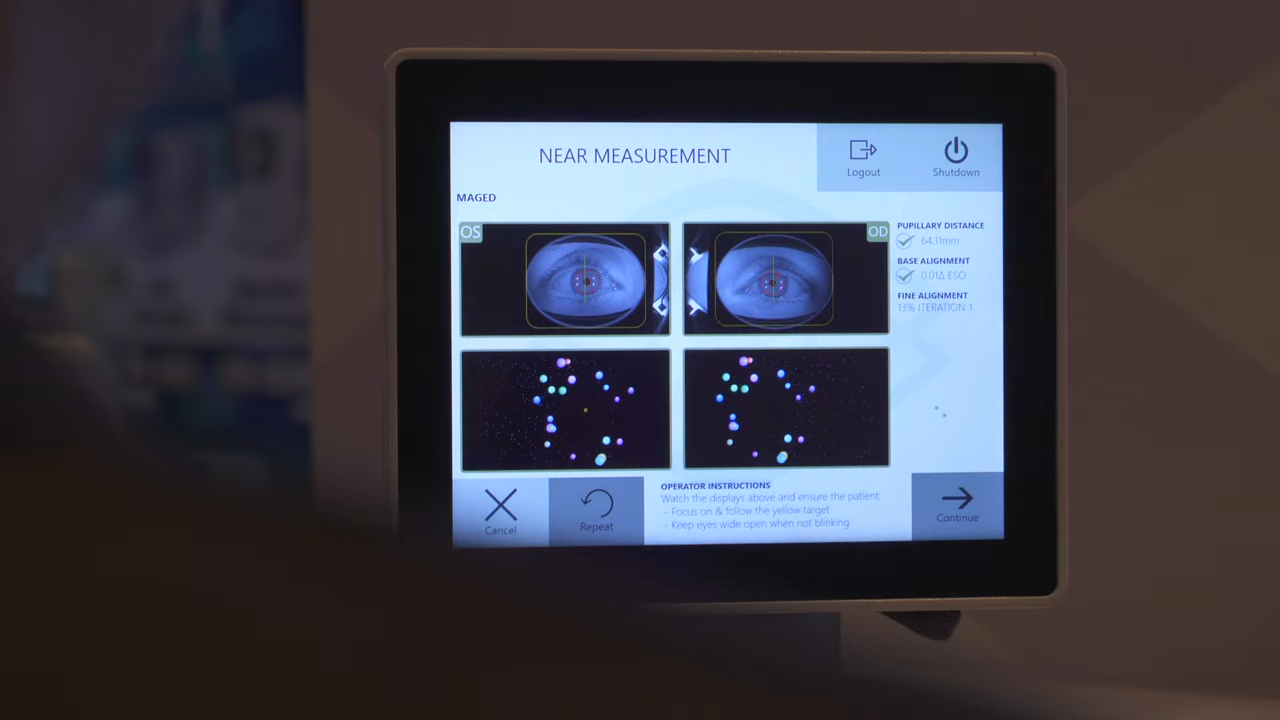 NEAR MEASUREMENT
Logout
Shutdown
MAGED
OS
OD
PUPILLARY DISTANCE
64.11mm
BASE ALIGNMENT
0.01Δ ESO
FINE ALIGNMENT
13% ITERATION 1
Cancel
Repeat
OPERATOR INSTRUCTIONS
Watch the displays above and ensure the patient:
- Focus on & follow the yellow target
- Keep eyes wide open when not blinking
Continue